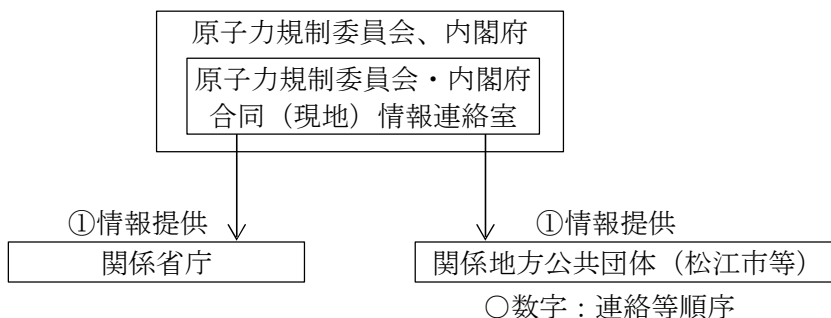 原子力規制委員会、内閣府
原子力規制委員会・内閣府
合同（現地）情報連絡室
①情報提供
①情報提供
関係省庁
関係地方公共団体（松江市等）
○数字：連絡等順序